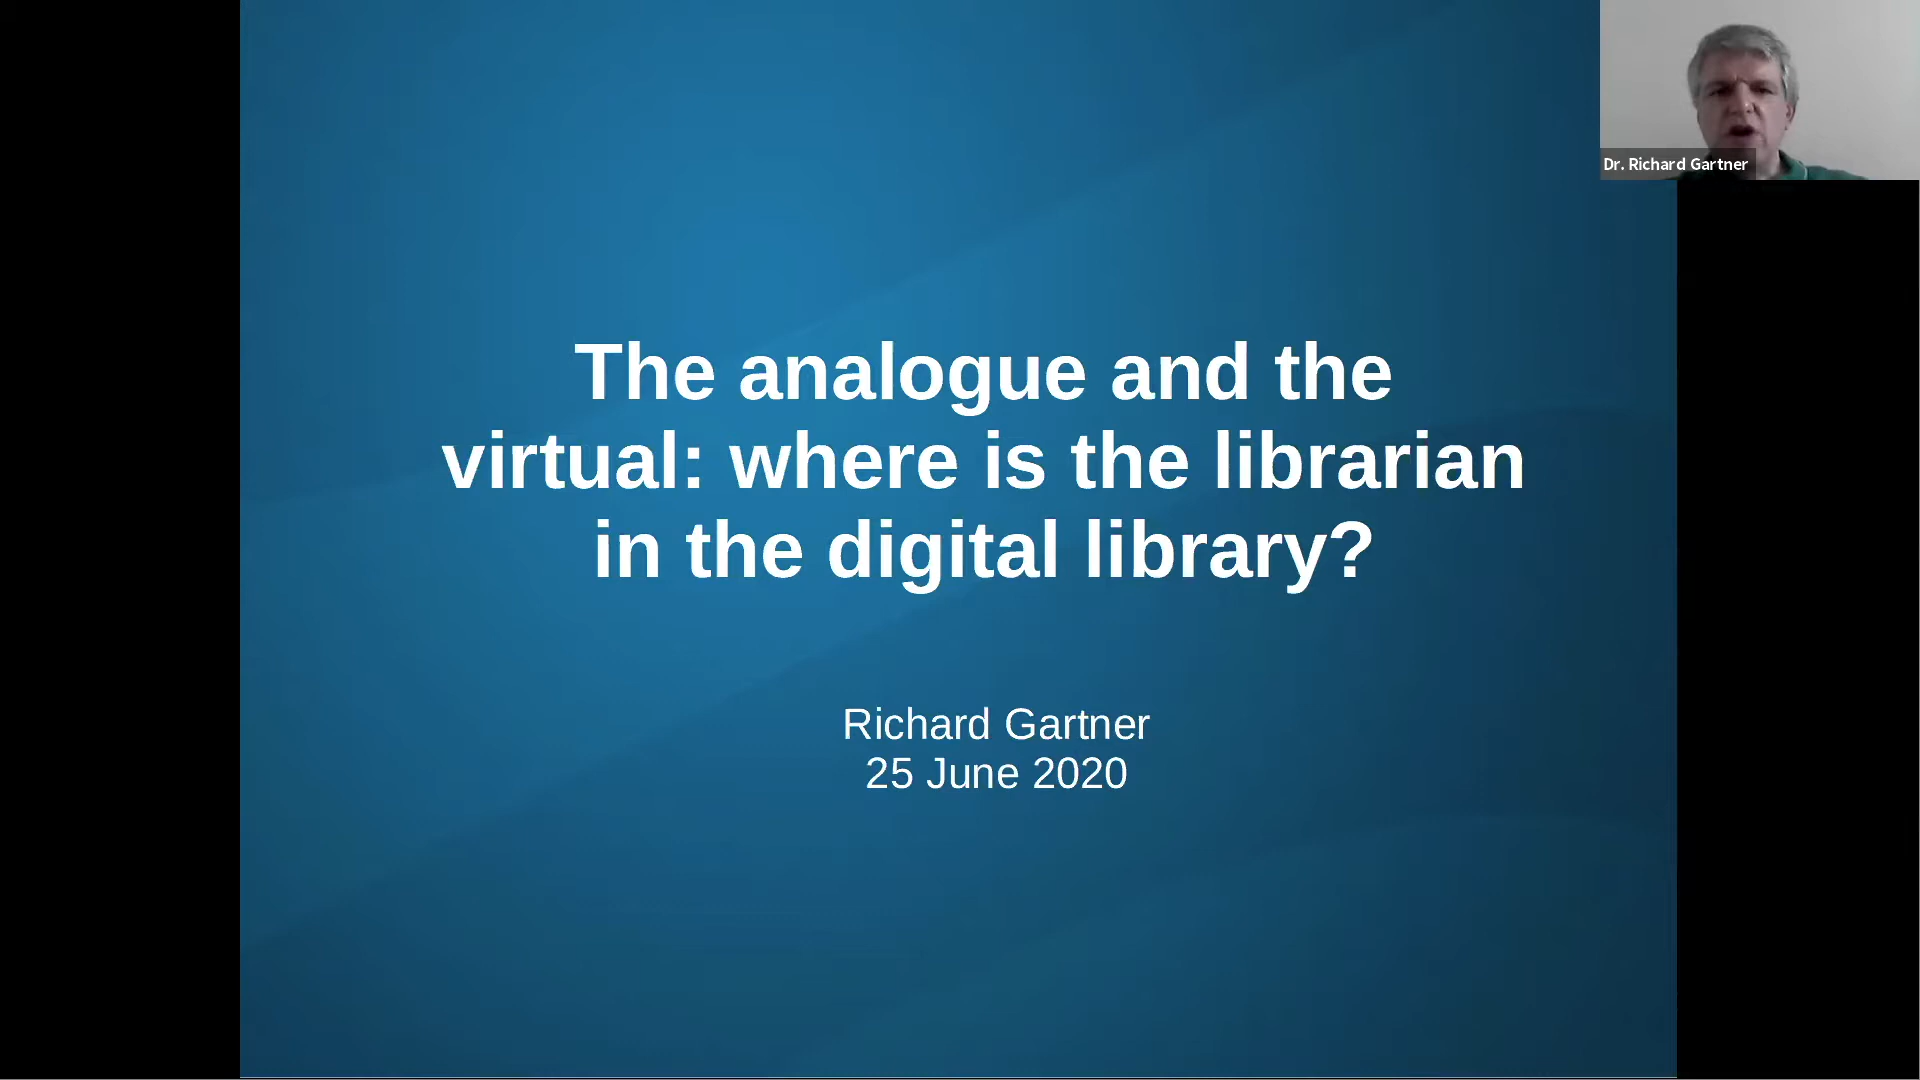 The analogue and the
virtual: where is the librarian
in the digital library?
Richard Gartner
25 June 2020
Dr. Richard Gartner